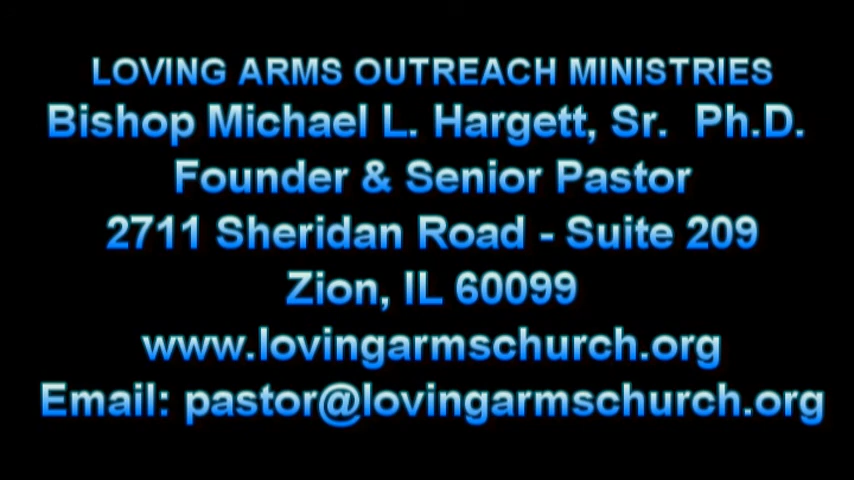 LOVING ARMS OUTREACH MINISTRIES
Bishop Michael L. Hargett, Sr.  Ph.D.
Founder & Senior Pastor
2711 Sheridan Road - Suite 209
Zion, IL 60099
www.lovingarmschurch.org
Email: pastor@lovingarmschurch.org